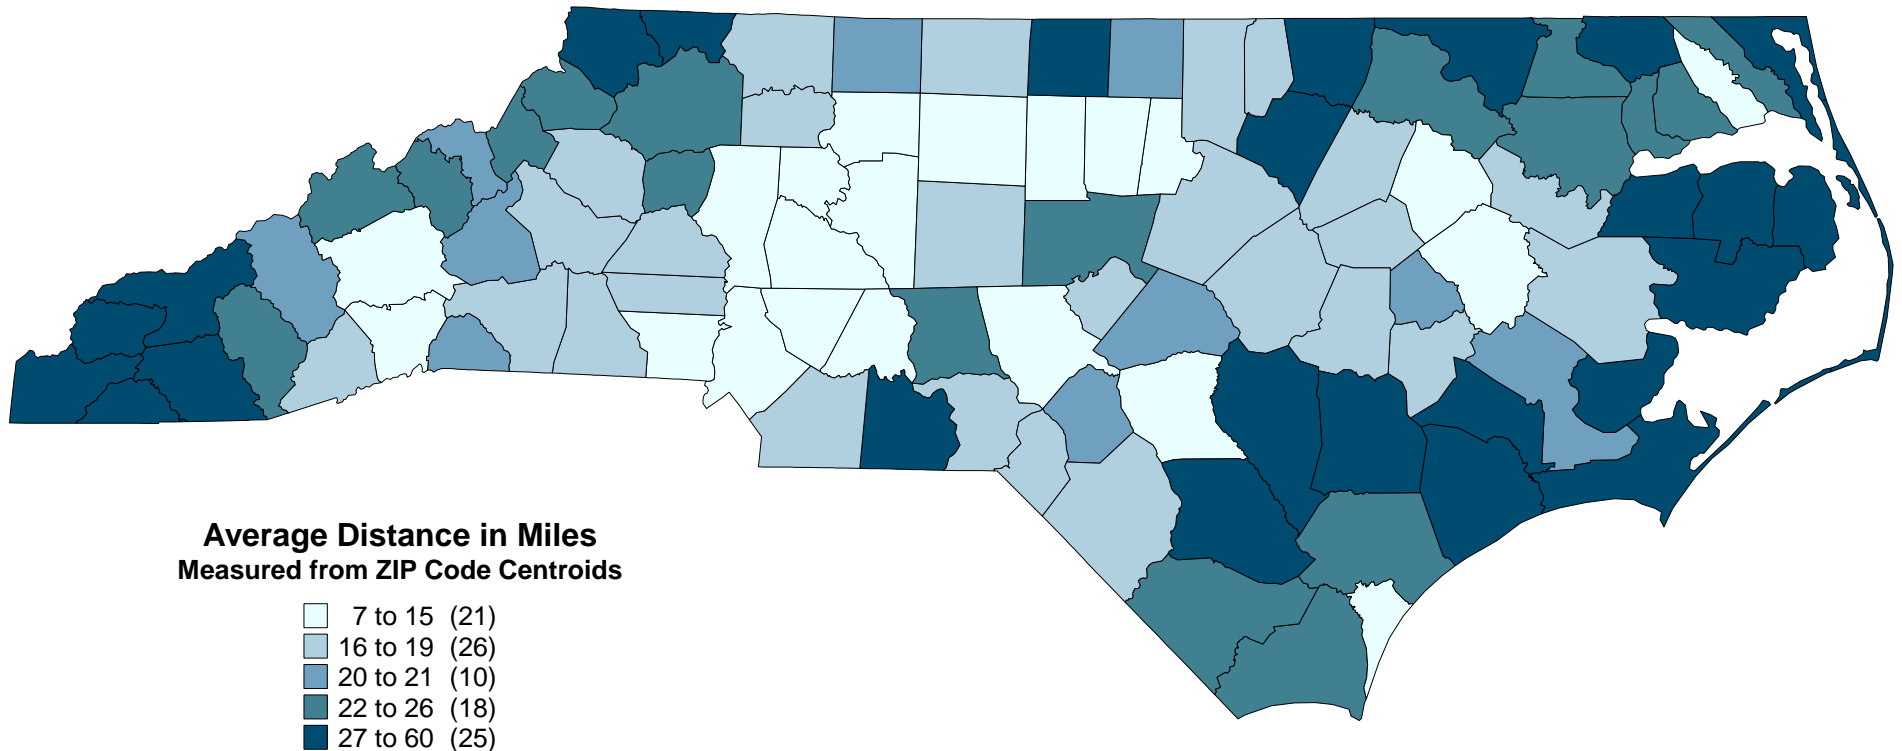 Average Distance in Miles
Measured from ZIP Code Centroids
7 to 15 (21)
16 to 19 (26)
20 to 21 (10)
22 to 26 (18)
27 to 60 (25)